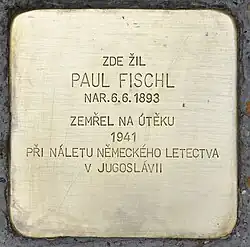 ZDE ŽIL
PAUL FISCHL
NAR.6.6.1893
ZEMŘEL NA ÚTĚKU
1941
PŘI NÁLETU NĚMECKÉHO LETECTVA
V JUGOSLÁVII